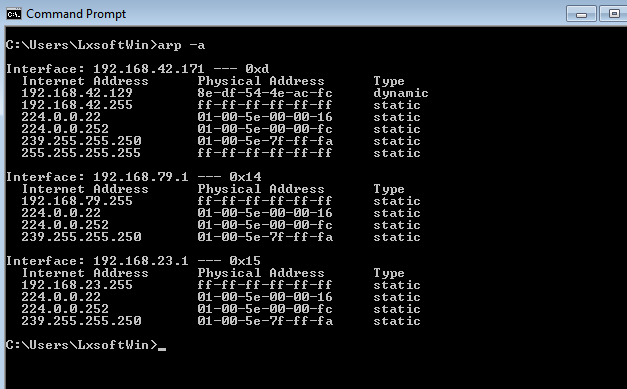 Command Prompt
C:\Users\LxsoftWin>arp -a
Interface: 192.168.42.171 --- 0xd
Internet Address Physical Address Type
192.168.42.129 8e-df-54-4e-ac-fc dynamic
192.168.42.255 ff-ff-ff-ff-ff-ff static
224.0.0.22 01-00-5e-00-00-16 static
224.0.0.252 01-00-5e-00-00-fc static
239.255.255.250 01-00-5e-7f-ff-fa static
255.255.255.255 ff-ff-ff-ff-ff-ff static
Interface: 192.168.79.1 --- 0x14
Internet Address Physical Address Type
192.168.79.255 ff-ff-ff-ff-ff-ff static
224.0.0.22 01-00-5e-00-00-16 static
224.0.0.252 01-00-5e-00-00-fc static
239.255.255.250 01-00-5e-7f-ff-fa static
Interface: 192.168.23.1 --- 0x15
Internet Address Physical Address Type
192.168.23.255 ff-ff-ff-ff-ff-ff static
224.0.0.22 01-00-5e-00-00-16 static
224.0.0.252 01-00-5e-00-00-fc static
239.255.255.250 01-00-5e-7f-ff-fa static
C:\Users\LxsoftWin>_